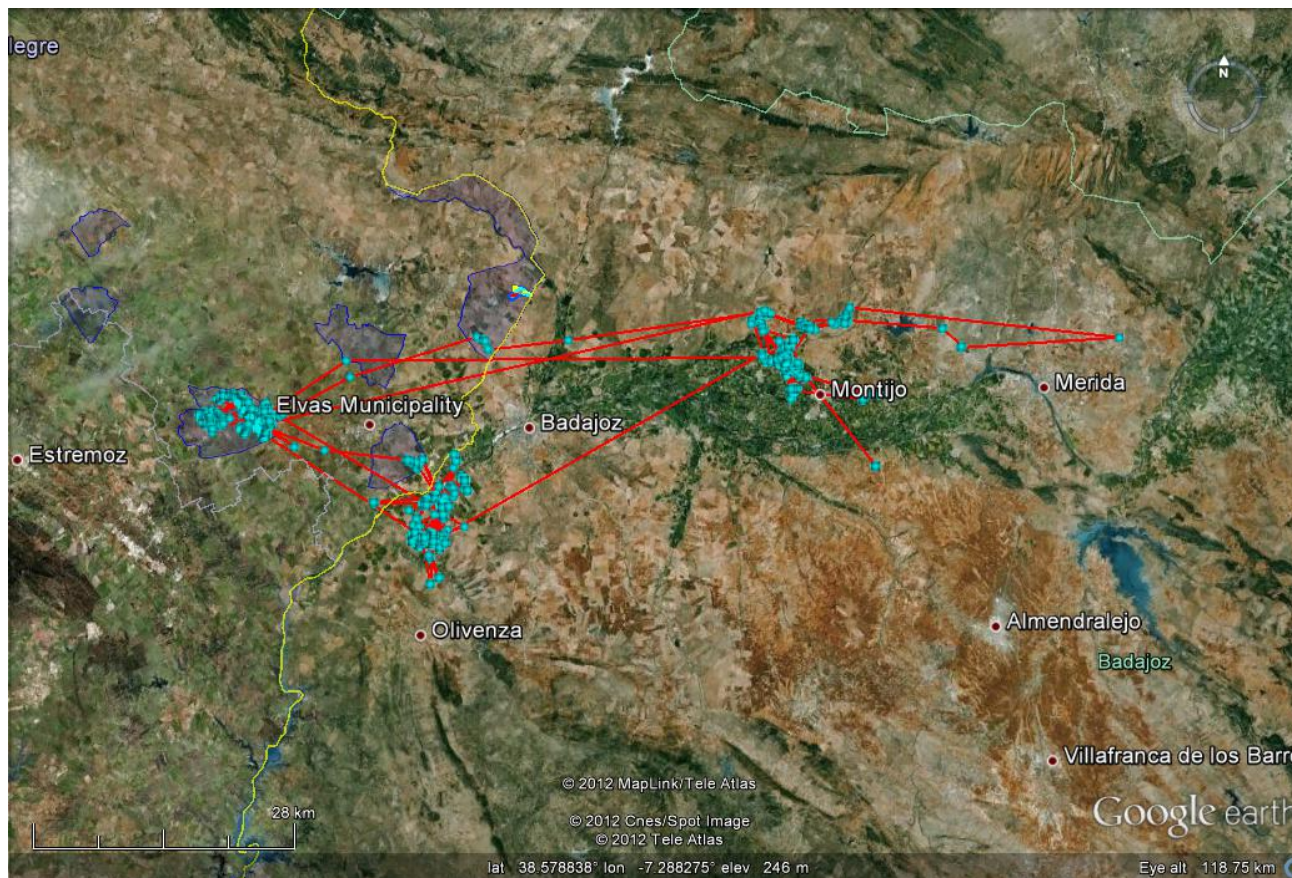 legre
N
Elvas Municipality
Montijo
Merida
Badajoz
Estremoz
Olivenza
Almendralejo
Badajoz
Villafranca de los Barre
© 2012 MapLink/Tele Atlas
28 km
© 2012 Cnes/Spot Image
© 2012 Tele Atlas
Google earth
lat 38.578838° lon -7.288275° elev 246 m
Eye alt 118.75 km